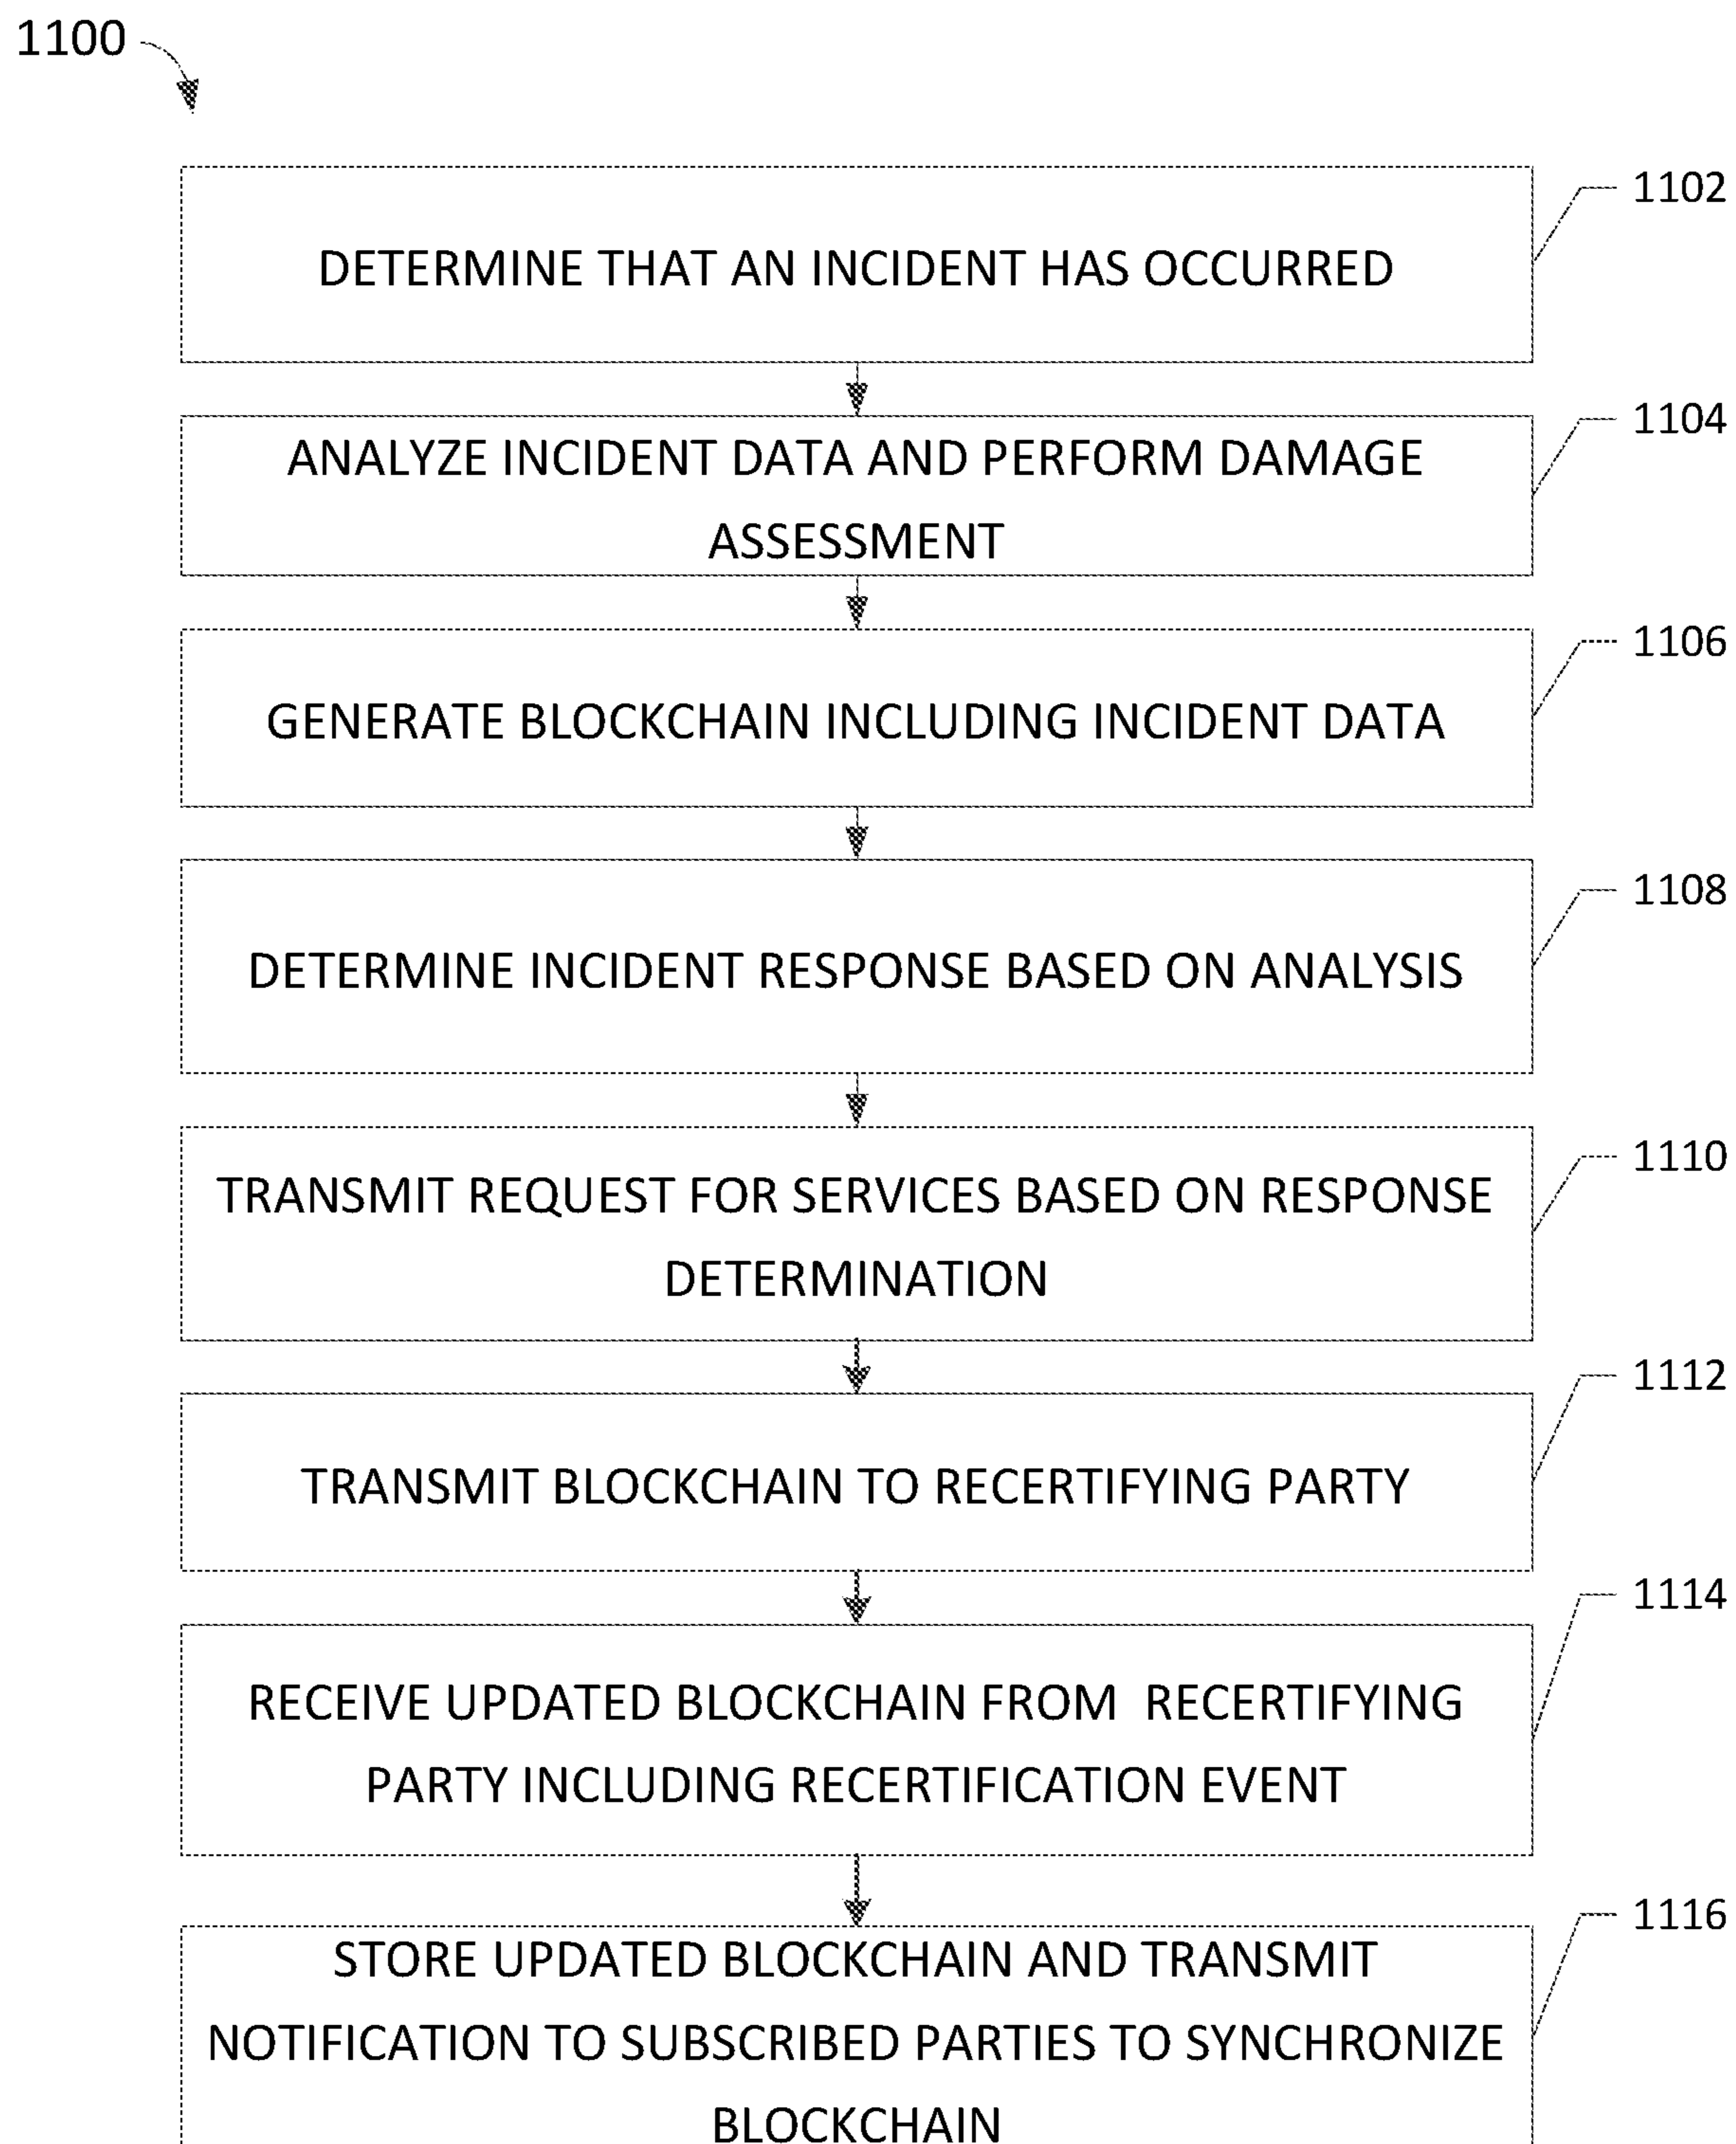 1100
1102
DETERMINE THAT AN INCIDENT HAS OCCURRED
1104
ANALYZE INCIDENT DATA AND PERFORM DAMAGE
ASSESSMENT
1106
GENERATE BLOCKCHAIN INCLUDING INCIDENT DATA
1108
DETERMINE INCIDENT RESPONSE BASED ON ANALYSIS
1110
TRANSMIT REQUEST FOR SERVICES BASED ON RESPONSE
DETERMINATION
1112
TRANSMIT BLOCKCHAIN TO RECERTIFYING PARTY
1114
RECEIVE UPDATED BLOCKCHAIN FROM  RECERTIFYING
PARTY INCLUDING RECERTIFICATION EVENT
1116
STORE UPDATED BLOCKCHAIN AND TRANSMIT
NOTIFICATION TO SUBSCRIBED PARTIES TO SYNCHRONIZE
BLOCKCHAIN